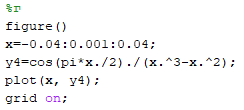 %r
figure()
x=-0.04:0.001:0.04;
y4=cos(pi*x./2)./(x.^3-x.^2);
plot(x, y4);
grid on;